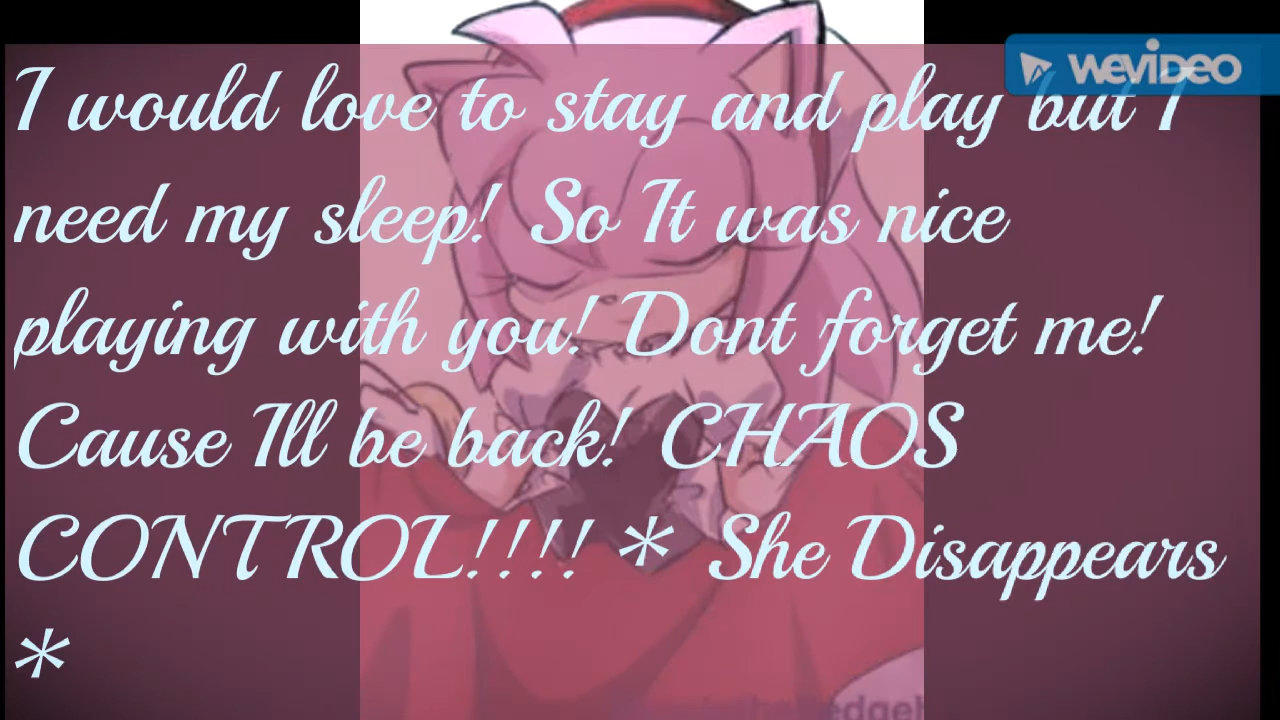 wevideo
I would love to stay and play but I
need my sleep! So It was nice
playing with you! Dont forget me!
Cause Ill be back! CHAOS
CONTROL!!!! * She Disappears
*